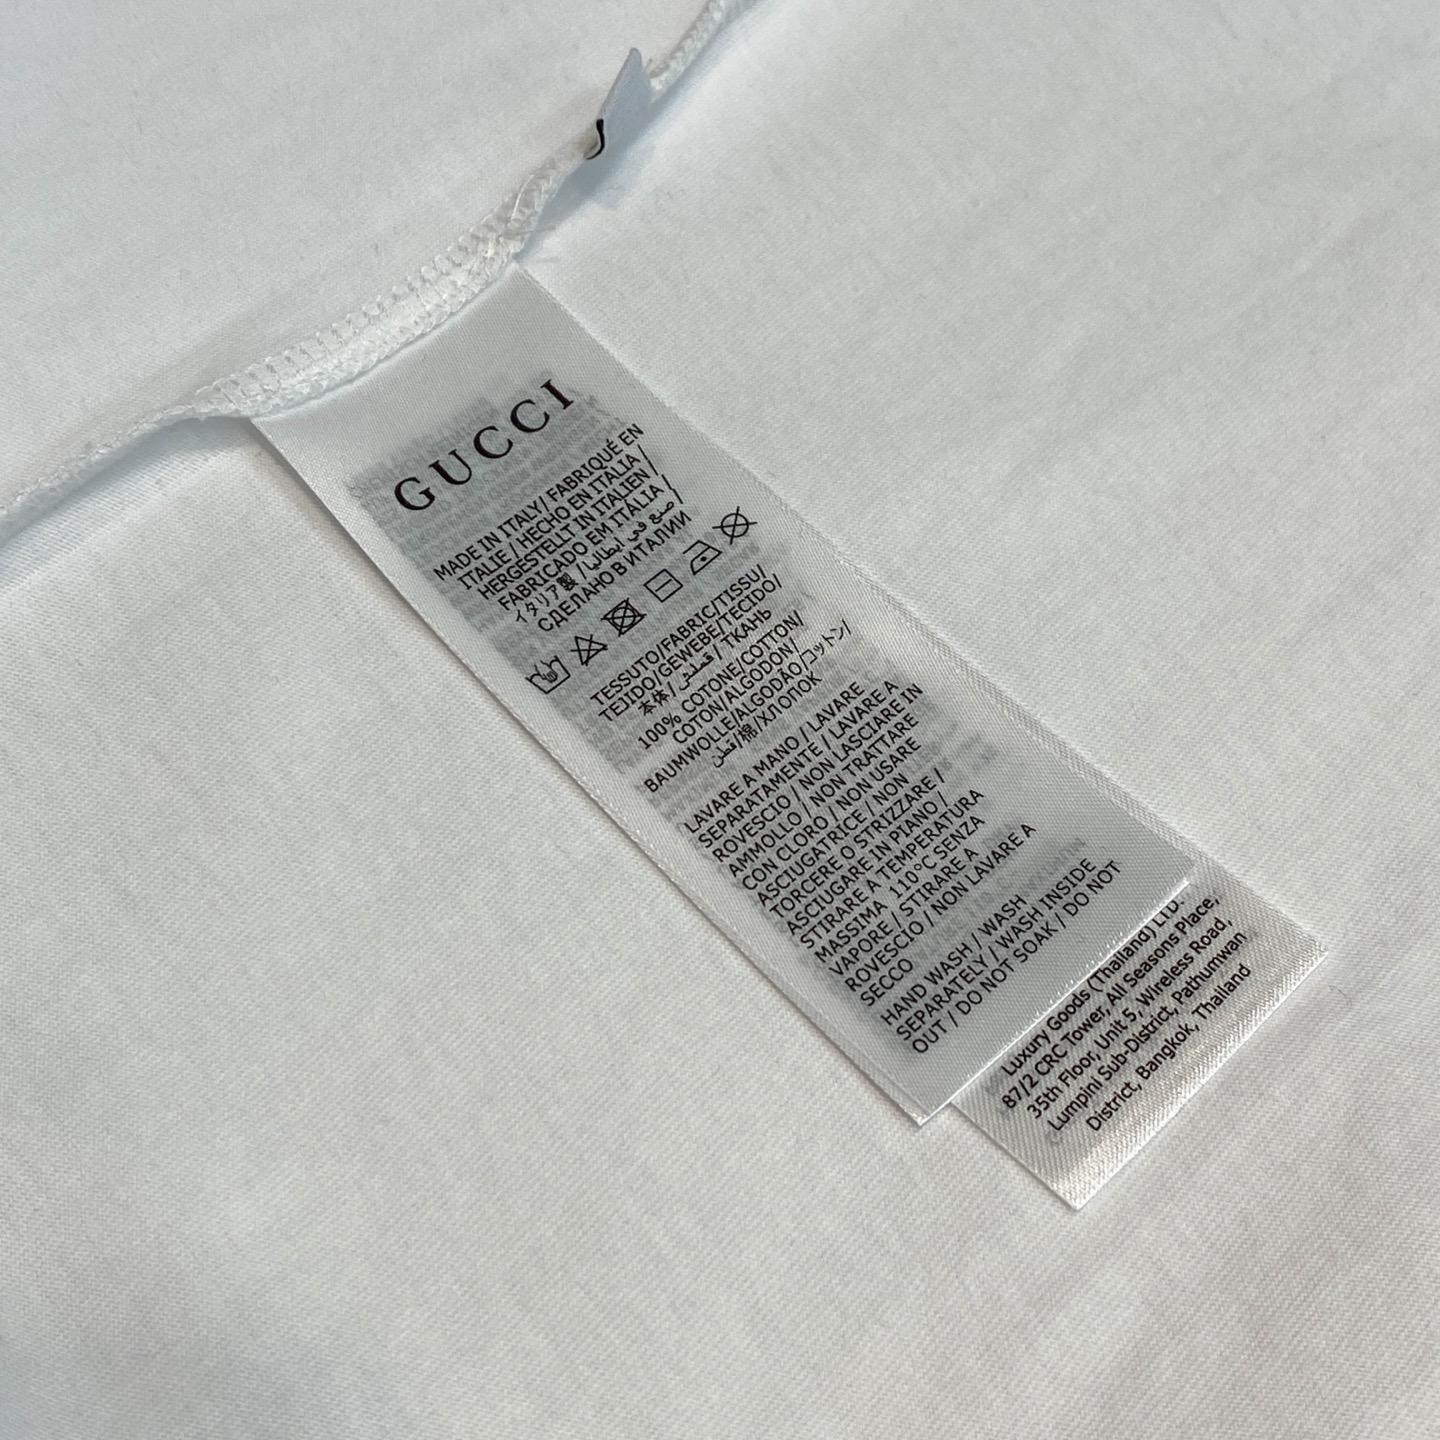 GUCCI
MADE IN ITALY/ FABRIQUÉ EN
ITALIE / HECHO EN ITALIA /
HERGESTELLT IN ITALIEN /
FABRICADO EM ITÁLIA /
イタリア製 / صنع في ايطاليا /
СДЕЛАНО В ИТАЛИИ
TESSUTO/FABRIC/TISSU/
TEJIDO/GEWEBE/TECIDO/
本体/ قماش / ТКАНЬ
100% COTONE/COTTON/
COTON/ALGODON/
BAUMWOLLE/ALGODÃO/コットン/
قطن/棉/ХЛОПОК
LAVARE A MANO / LAVARE
SEPARATAMENTE / LAVARE A
ROVESCIO / NON LASCIARE IN
AMMOLLO / NON TRATTARE
CON CLORO / NON USARE
ASCIUGATRICE / NON
TORCERE O STRIZZARE /
ASCIUGARE IN PIANO /
STIRARE A TEMPERATURA
MASSIMA 110°C SENZA
VAPORE / STIRARE A
ROVESCIO / NON LAVARE A
SECCO
HAND WASH / WASH
SEPARATELY / WASH INSIDE
OUT / DO NOT SOAK / DO NOT
Luxury Goods (Thailand) LTD.
87/2 CRC Tower, All Seasons Place,
35th Floor, Unit 5, Wireless Road,
Lumpini Sub-District, Pathumwan
District, Bangkok, Thailand